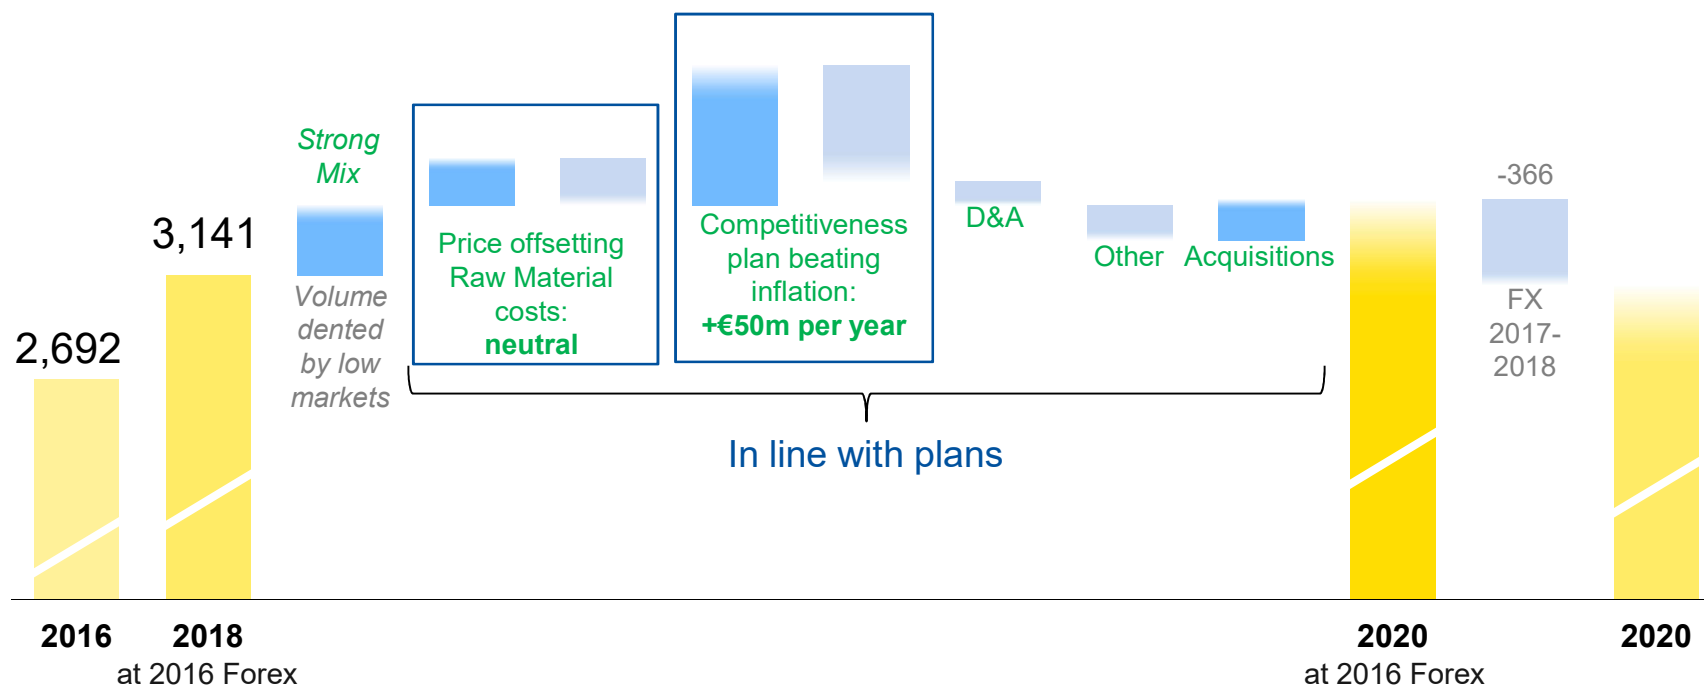 2,692
3,141
Strong
Mix
Volume
dented
by low
markets
Price offsetting
Raw Material
costs:
neutral
Competitiveness
plan beating
inflation:
+€50m per year
D&A
Other
Acquisitions
In line with plans
-366
FX
2017-
2018
2016
2018
at 2016 Forex
2020
at 2016 Forex
2020